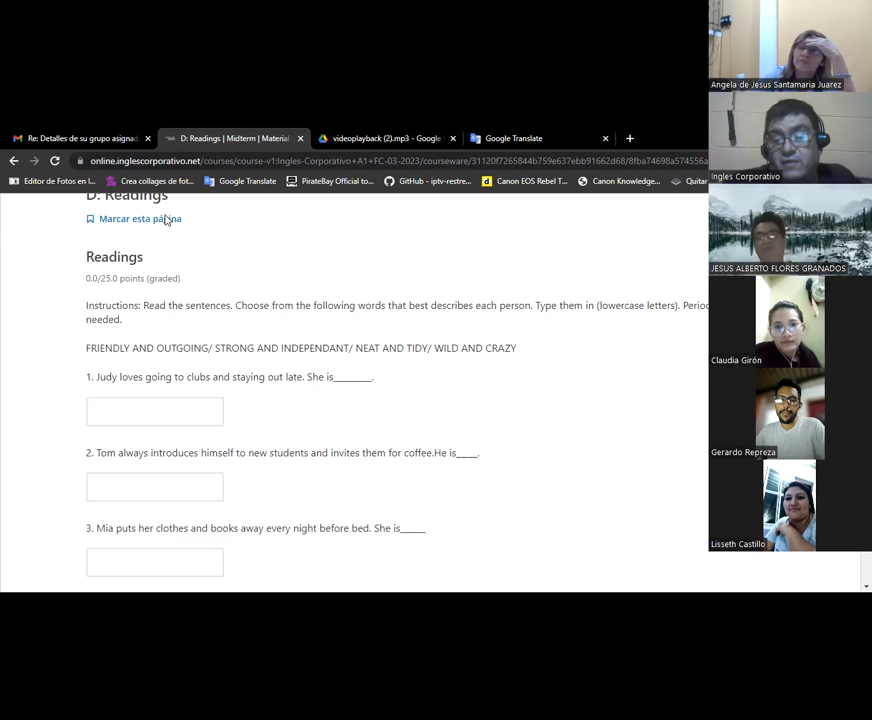 Re: Detalles de su grupo asignad
D: Readings | Midterm | Material
videoplayback (2).mp3 - Google
Google Translate
online.inglescorporativo.net/courses/course-v1:Ingles-Corporativo+A1+FC-03-2023/courseware/31120f7265844b759e637ebb91662d68/8fba74698a574556a
Editor de Fotos en l...
Crea collages de fot...
Google Translate
PirateBay Official to...
GitHub - iptv-restre...
Canon EOS Rebel T...
Canon Knowledge...
Quitar
D. Readings
Marcar esta página
Readings
0.0/25.0 points (graded)
Instructions: Read the sentences. Choose from the following words that best describes each person. Type them in (lowercase letters). Perio
needed.
FRIENDLY AND OUTGOING/ STRONG AND INDEPENDANT/ NEAT AND TIDY/ WILD AND CRAZY
1. Judy loves going to clubs and staying out late. She is________.
2. Tom always introduces himself to new students and invites them for coffee.He is_____.
3. Mia puts her clothes and books away every night before bed. She is______
Angela de Jesus Santamaria Juarez
Ingles Corporativo
JESUS ALBERTO FLORES GRANADOS
Claudia Girón
Gerardo Repreza
Lisseth Castillo